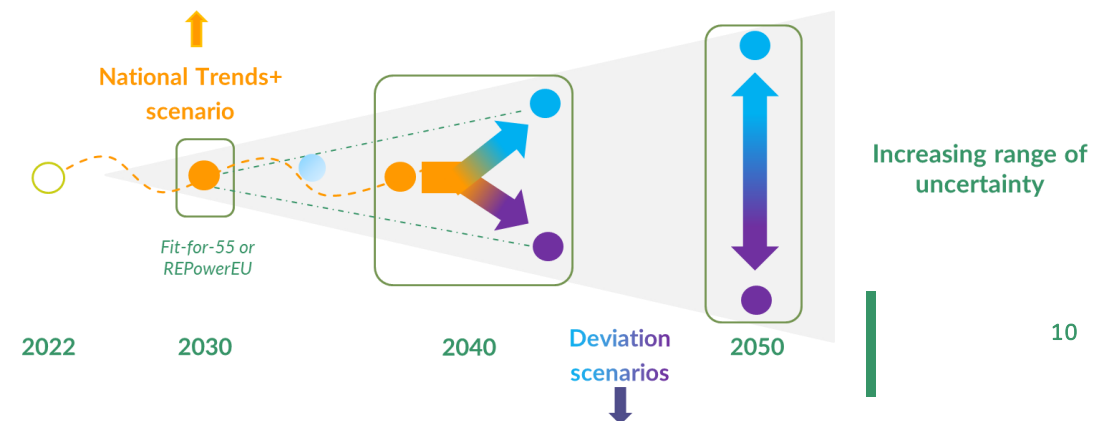 National Trends+
scenario
Increasing range of
uncertainty
Fit-for-55 or
REPowerEU
2022
2030
2040
Deviation
scenarios
2050
10